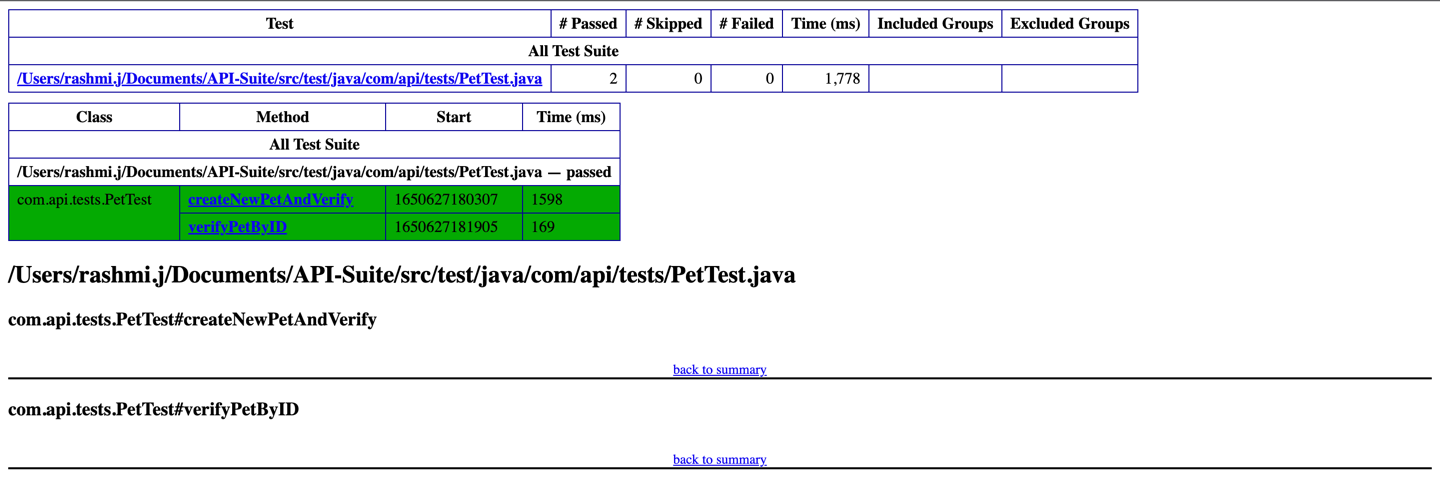 Test # Passed # Skipped # Failed Time (ms) Included Groups Excluded Groups
All Test Suite
/Users/rashmi.j/Documents/API-Suite/src/test/java/com/api/tests/PetTest.java 2 0 0 1,778
Class Method Start Time (ms)
All Test Suite
/Users/rashmi.j/Documents/API-Suite/src/test/java/com/api/tests/PetTest.java — passed
com.api.tests.PetTest createNewPetAndVerify 1650627180307 1598
verifyPetByID 1650627181905 169
/Users/rashmi.j/Documents/API-Suite/src/test/java/com/api/tests/PetTest.java
com.api.tests.PetTest#createNewPetAndVerify
back to summary
com.api.tests.PetTest#verifyPetByID
back to summary